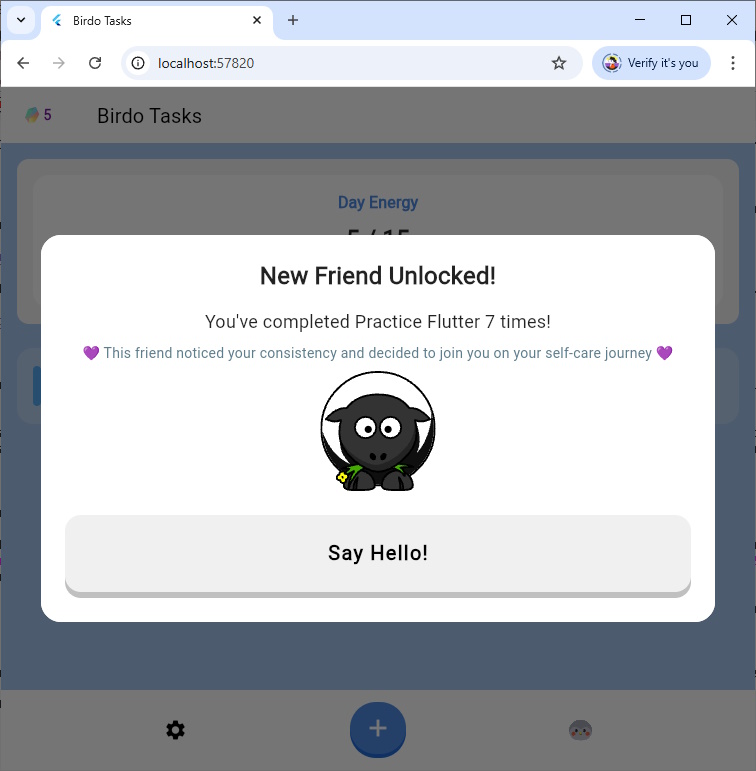 Birdo Tasks
localhost:57820
Verify it's you
5
Birdo Tasks
Day Energy
5 / 15
New Friend Unlocked!
You've completed Practice Flutter 7 times!
💜 This friend noticed your consistency and decided to join you on your self-care journey 💜
Say Hello!